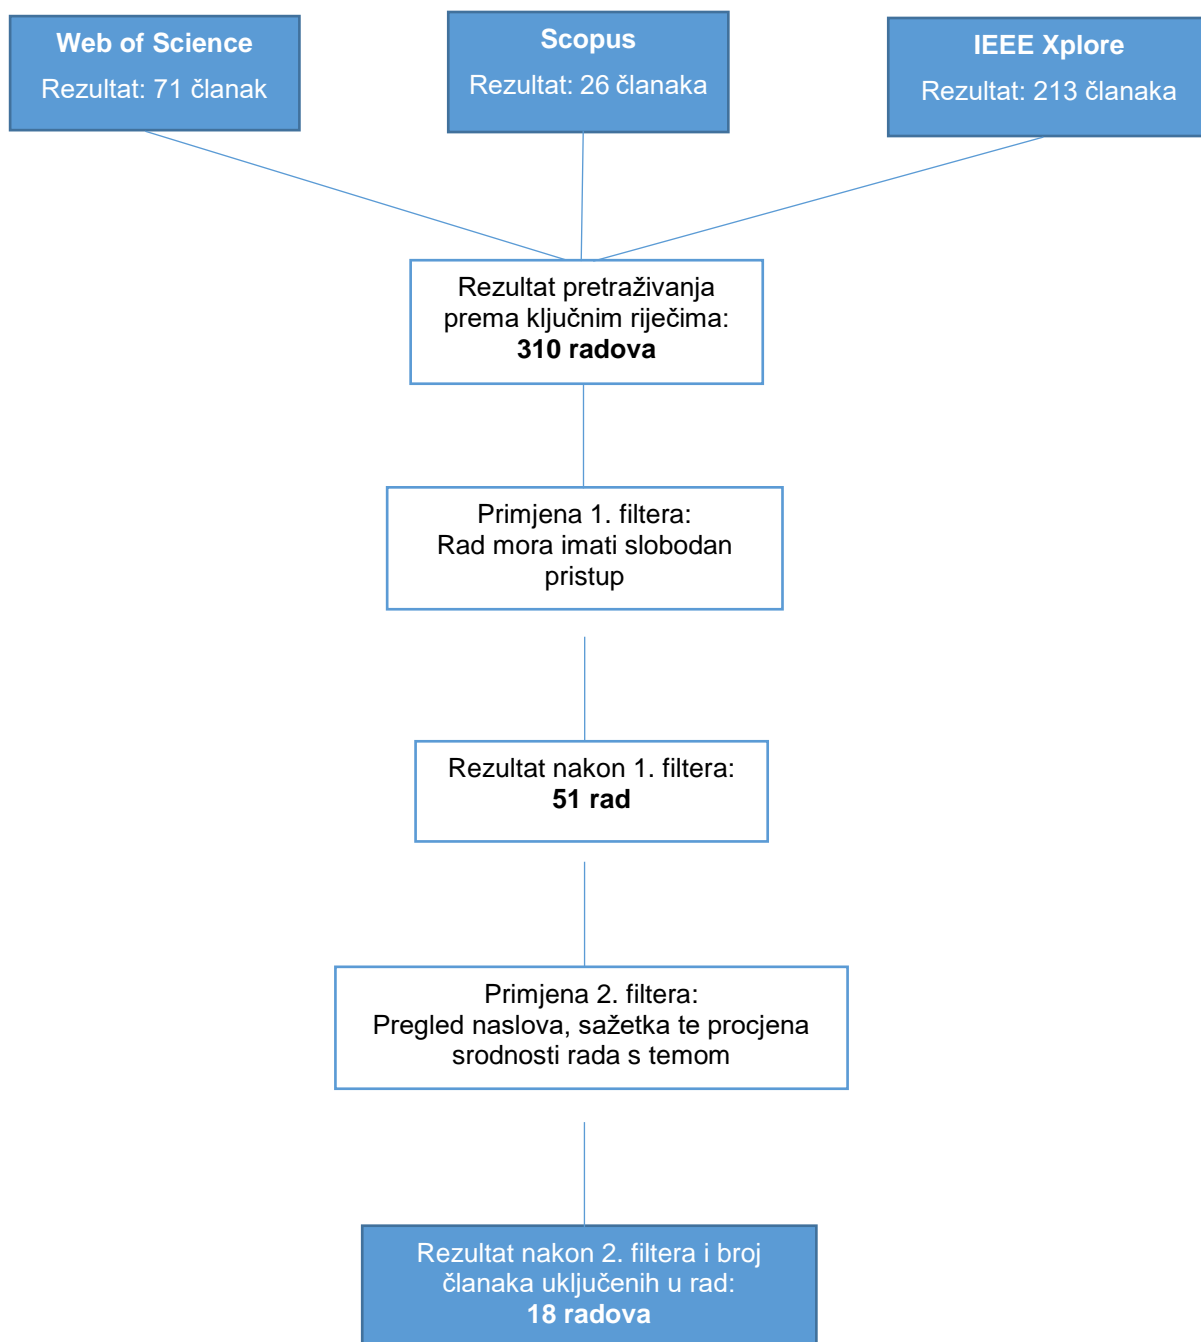 Web of Science
Rezultat: 71 članak
Scopus
Rezultat: 26 članaka
IEEE Xplore
Rezultat: 213 članaka
Rezultat pretraživanja
prema ključnim riječima:
310 radova
Primjena 1. filtera:
Rad mora imati slobodan
pristup
Rezultat nakon 1. filtera:
51 rad
Primjena 2. filtera:
Pregled naslova, sažetka te procjena
srodnosti rada s temom
Rezultat nakon 2. filtera i broj
članaka uključenih u rad:
18 radova